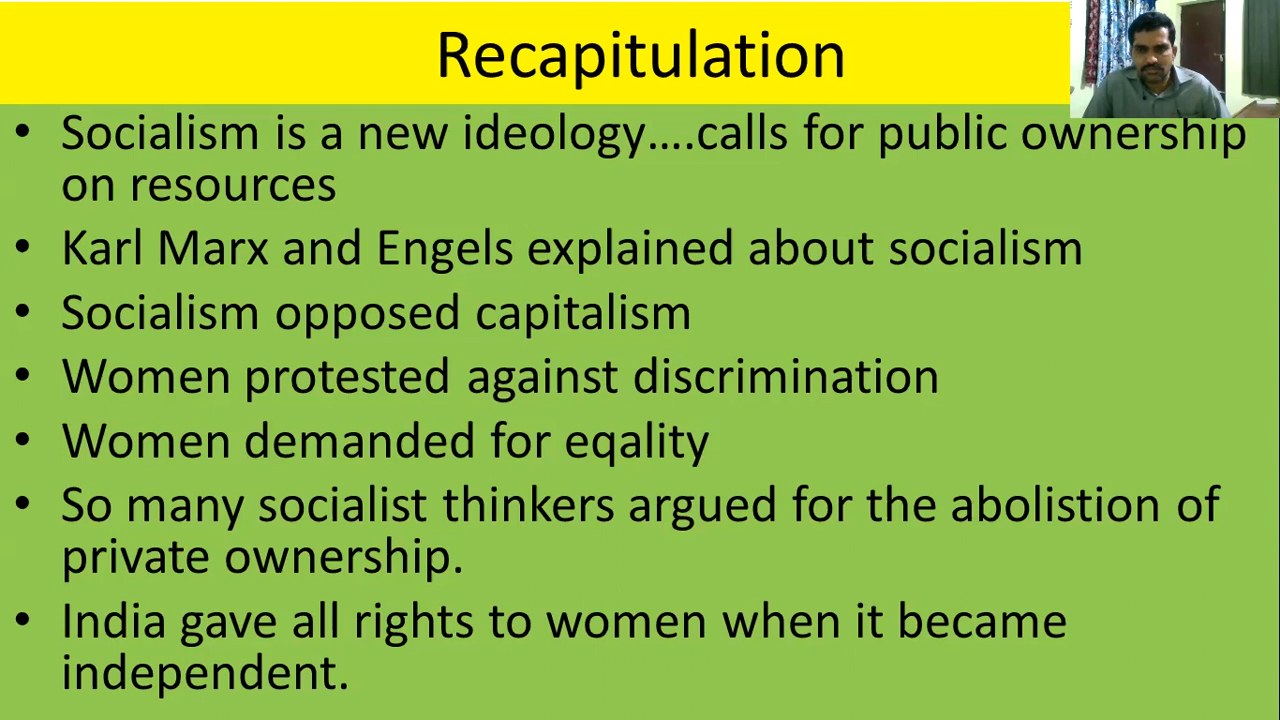 Recapitulation
• Socialism is a new ideology....calls for public ownership
on resources
• Karl Marx and Engels explained about socialism
• Socialism opposed capitalism
• Women protested against discrimination
• Women demanded for eqality
• So many socialist thinkers argued for the abolistion of
private ownership.
• India gave all rights to women when it became
independent.